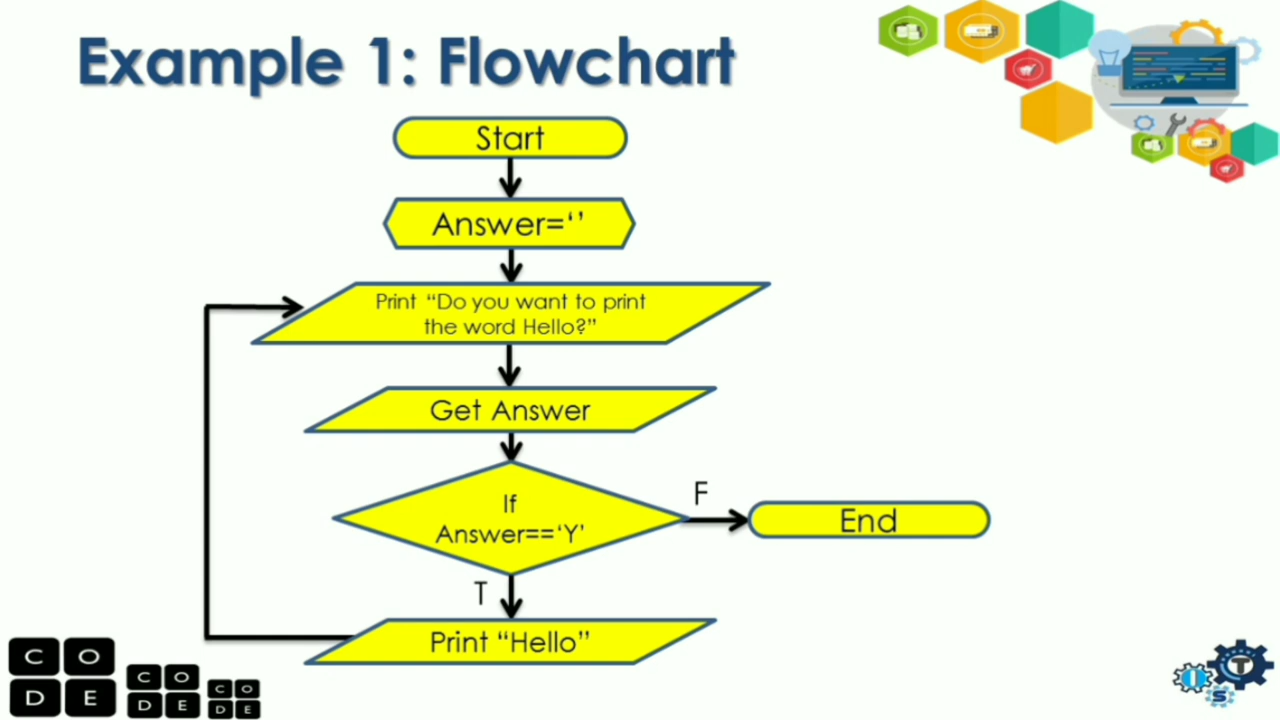 Example 1: Flowchart
Start
Answer=‘’
Print “Do you want to print
the word Hello?”
Get Answer
If
Answer==‘Y’
F
End
T
Print “Hello”
C O
D E
C O
D E
C O
D E
I T
S